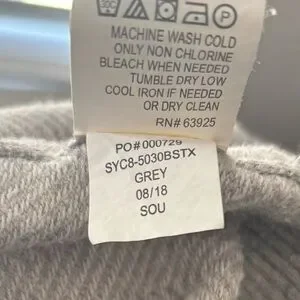 30C P
MACHINE WASH COLD
ONLY NON CHLORINE
BLEACH WHEN NEEDED
TUMBLE DRY LOW
COOL IRON IF NEEDED
OR DRY CLEAN
RN# 63925
PO#000729
SYC8-5030BSTX
GREY
08/18
SOU